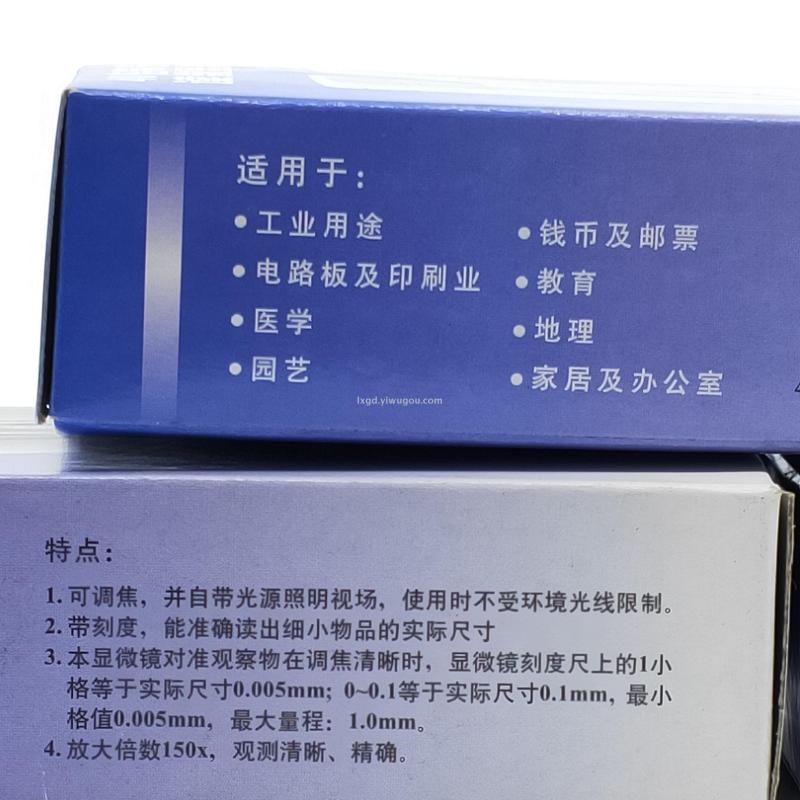 适用于：
•工业用途
•电路板及印刷业
•医学
•园艺
•钱币及邮票
•教育
•地理
•家居及办公室
lxgd.yiwugou.com
特点：
1. 可调焦，并自带光源照明视场，使用时不受环境光线限制。
2. 带刻度，能准确读出细小物品的实际尺寸
3. 本显微镜对准观察物在调焦清晰时，显微镜刻度尺上的1小
格等于实际尺寸0.005mm；0~0.1等于实际尺寸0.1mm，最小
格值0.005mm，最大量程：1.0mm。
4. 放大倍数150x，观测清晰、精确。